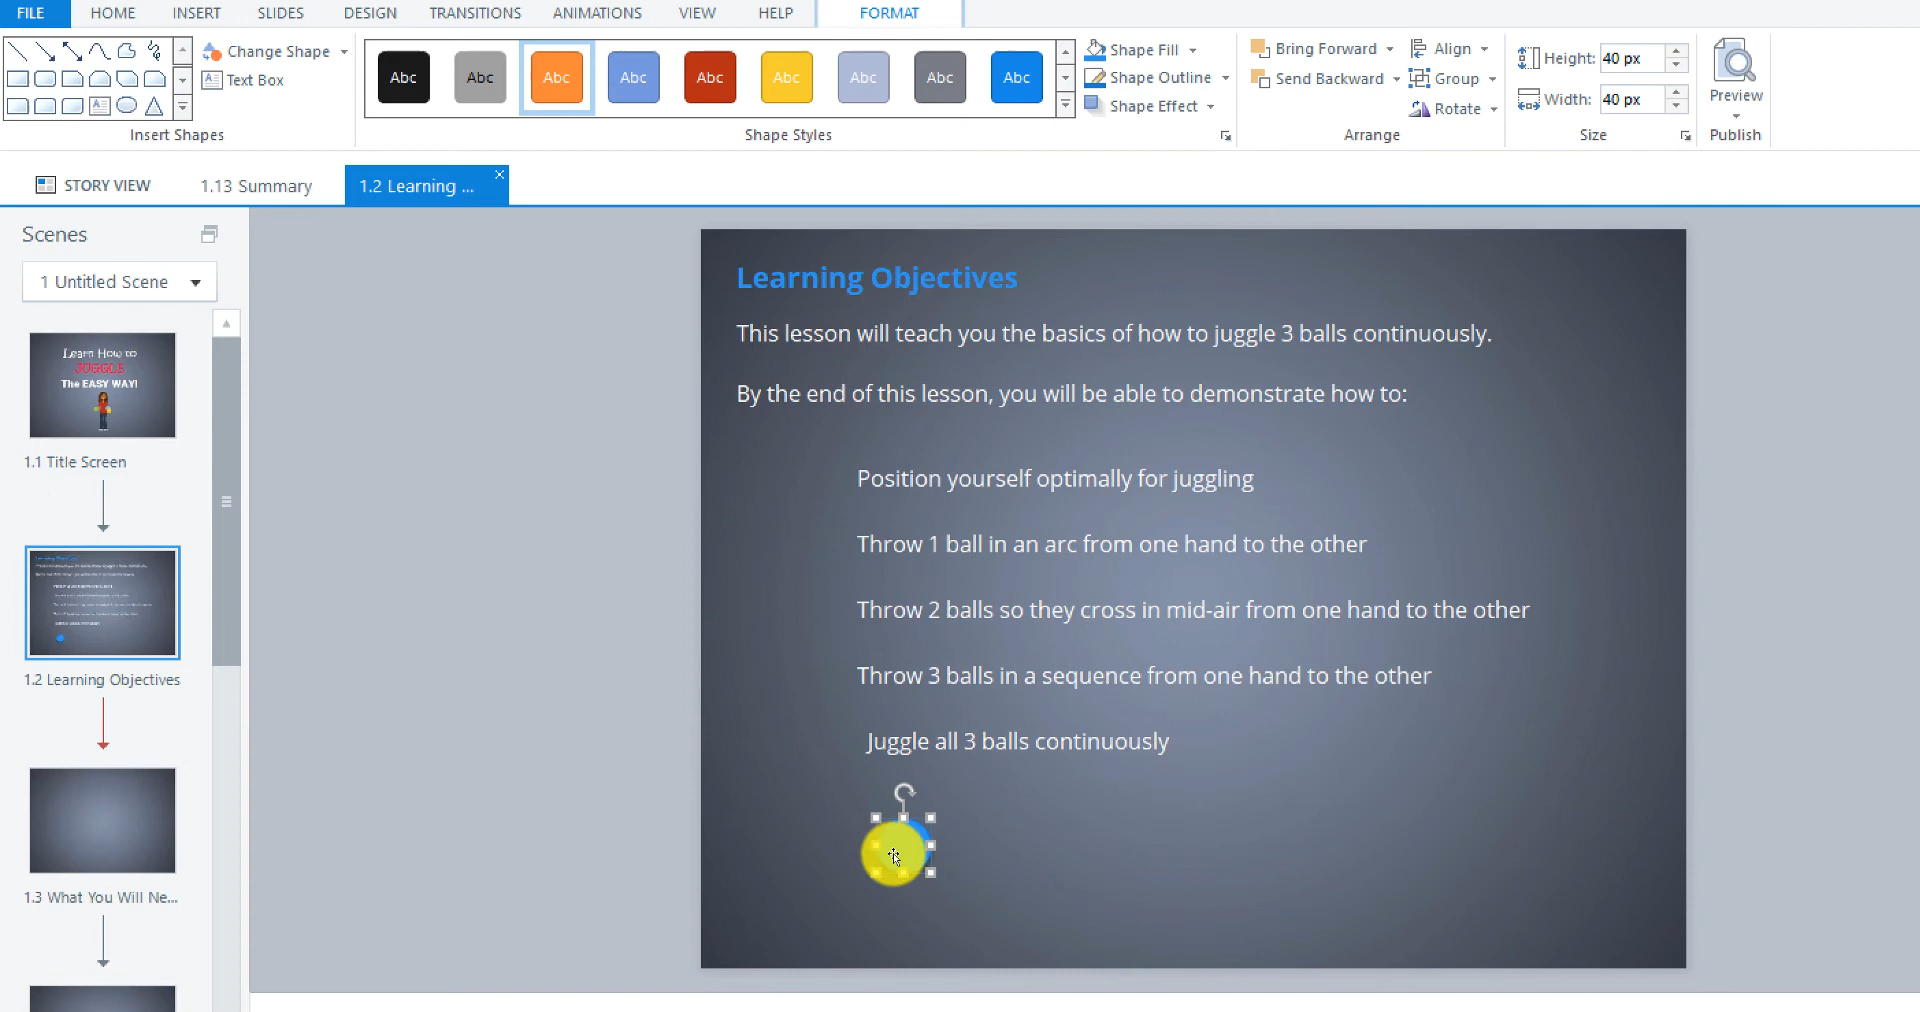 FILE HOME INSERT SLIDES DESIGN TRANSITIONS ANIMATIONS VIEW HELP FORMAT
Change Shape
Text Box
Insert Shapes
Abc Abc Abc Abc Abc Abc Abc Abc Abc
Shape Styles
Shape Fill
Shape Outline
Shape Effect
Bring Forward
Send Backward
Align
Group
Rotate
Arrange
Height: 40 px
Width: 40 px
Size
Preview
Publish
STORY VIEW 1.13 Summary 1.2 Learning ...
Scenes
1 Untitled Scene
Learn How to
JUGGLE
The EASY WAY!
1.1 Title Screen
1.2 Learning Objectives
1.3 What You Will Ne...
Learning Objectives
This lesson will teach you the basics of how to juggle 3 balls continuously.
By the end of this lesson, you will be able to demonstrate how to:
Position yourself optimally for juggling
Throw 1 ball in an arc from one hand to the other
Throw 2 balls so they cross in mid-air from one hand to the other
Throw 3 balls in a sequence from one hand to the other
Juggle all 3 balls continuously